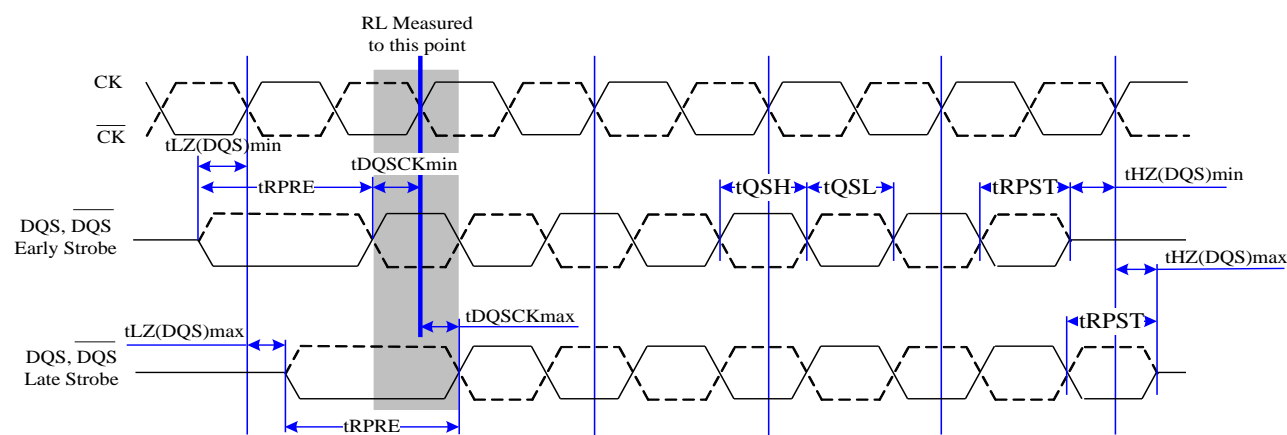 RL Measured
to this point
CK
CK
tLZ(DQS)min
tDQSCKmin
tRPRE
tQSH
tQSL
tRPST
tHZ(DQS)min
DQS, DQS
Early Strobe
tHZ(DQS)max
tDQSCKmax
tLZ(DQS)max
tRPST
DQS, DQS
Late Strobe
tRPRE